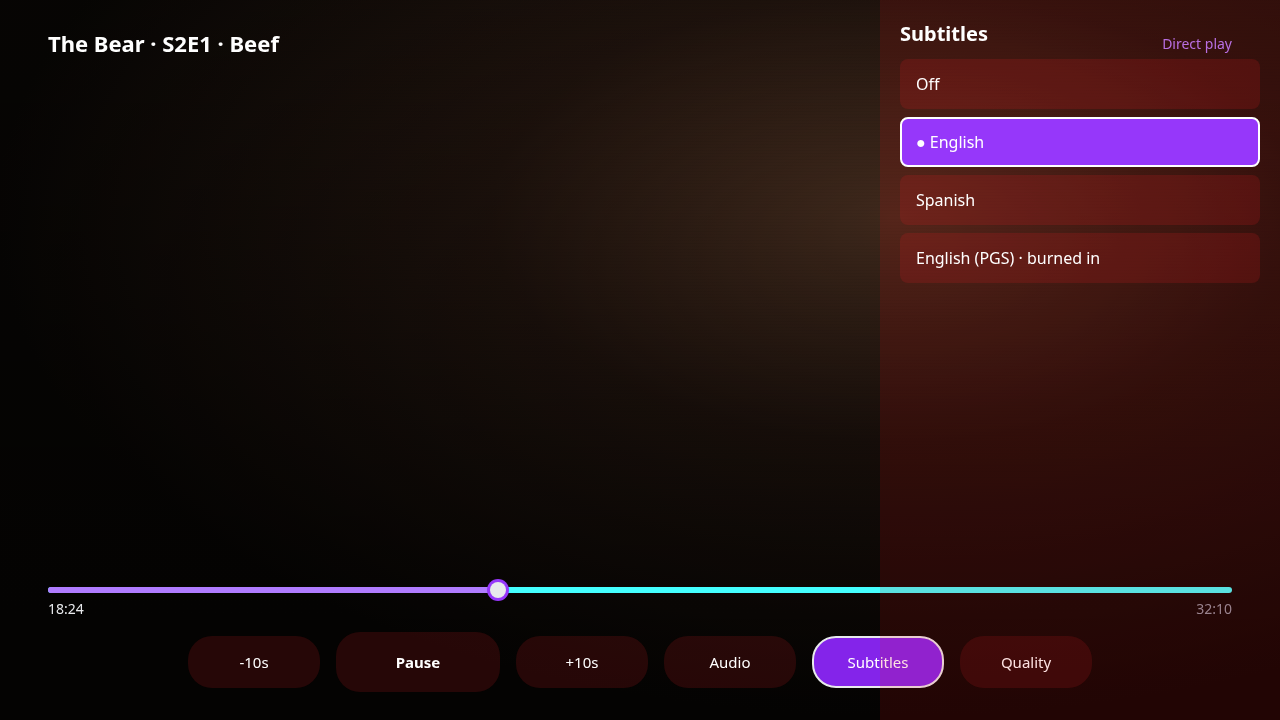 The Bear · S2E1 · Beef
Subtitles
Direct play
Off
● English
Spanish
English (PGS) · burned in
18:24
32:10
-10s
Pause
+10s
Audio
Subtitles
Quality